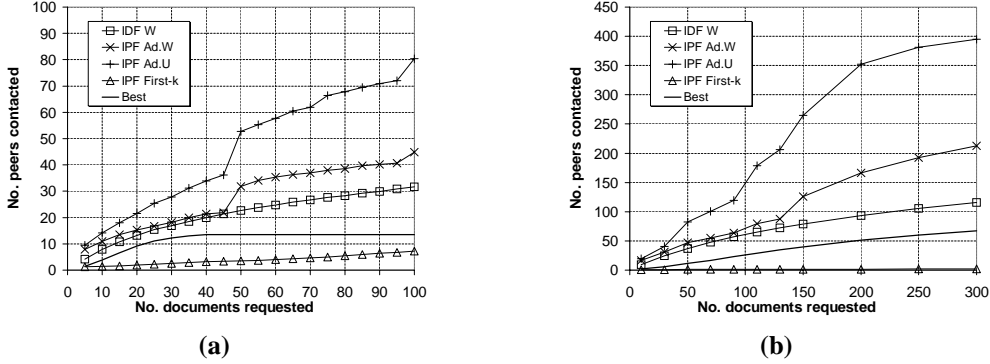 100
90
80
70
60
50
40
30
20
10
0
No. peers contacted
IDF W
IPF Ad.W
IPF Ad.U
IPF First-k
Best
0 10 20 30 40 50 60 70 80 90 100
No. documents requested
(a)
450
400
350
300
250
200
150
100
50
0
No. peers contacted
IDF W
IPF Ad.W
IPF Ad.U
IPF First-k
Best
0 50 100 150 200 250 300
No. documents requested
(b)